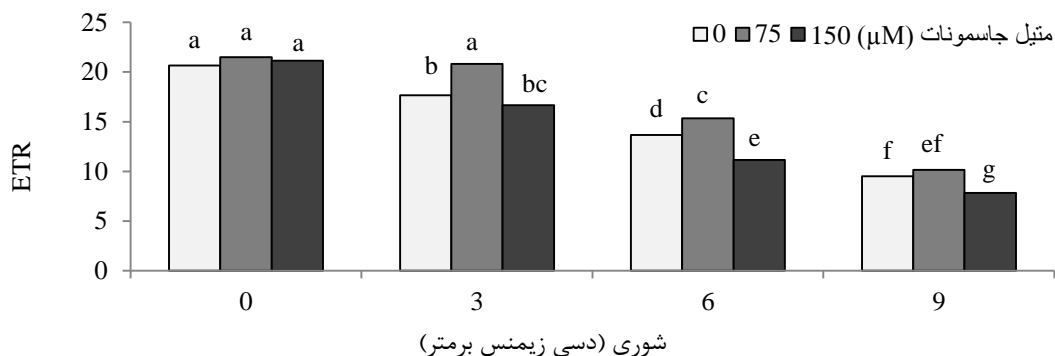 متیل جاسمونات (µM) 150 75 0
ETR
25
20
15
10
5
0
a a a
b a bc
d c e
f ef g
0 3 6 9
شوری (دسی زیمنس برمتر)